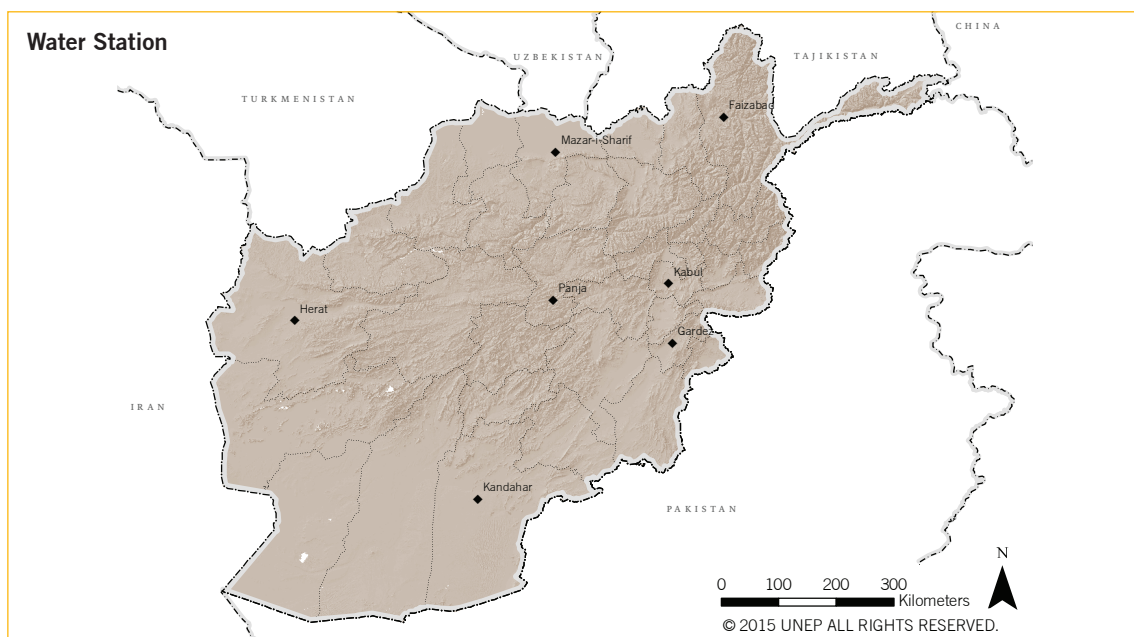 Water Station
CHINA
UZBEKISTAN
TAJIKISTAN
TURKMENISTAN
Faizabad
Mazar-i-Sharif
Kabul
Panja
Herat
Gardez
IRAN
Kandahar
PAKISTAN
N
0 100 200 300
Kilometers
© 2015 UNEP ALL RIGHTS RESERVED.